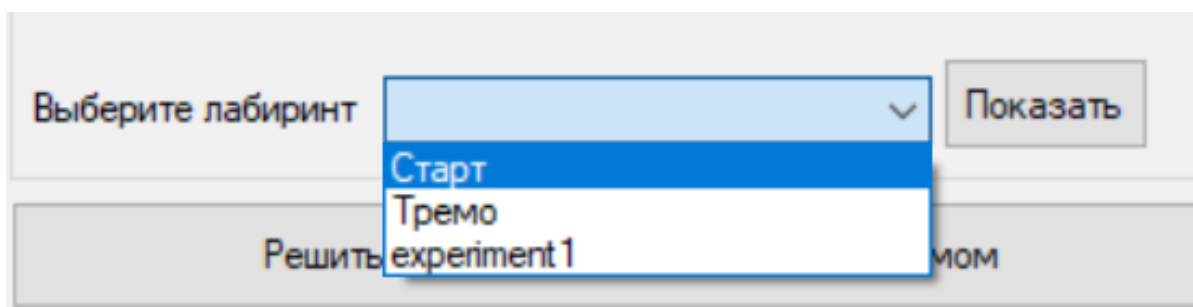 Выберите лабиринт Показать
Старт
Тремо
experiment1
Решить мом